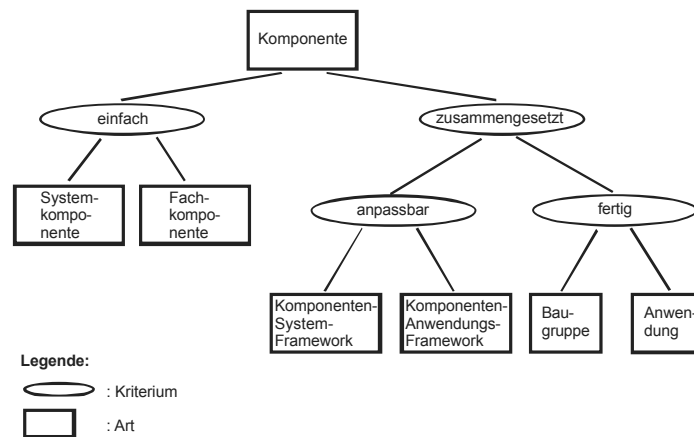 Komponente
einfach
zusammengesetzt
System-
kompo-
nente
Fach-
kompo-
nente
anpassbar
fertig
Komponenten-
System-
Framework
Komponenten-
Anwendungs-
Framework
Bau-
gruppe
Anwen-
dung
Legende:
: Kriterium
: Art